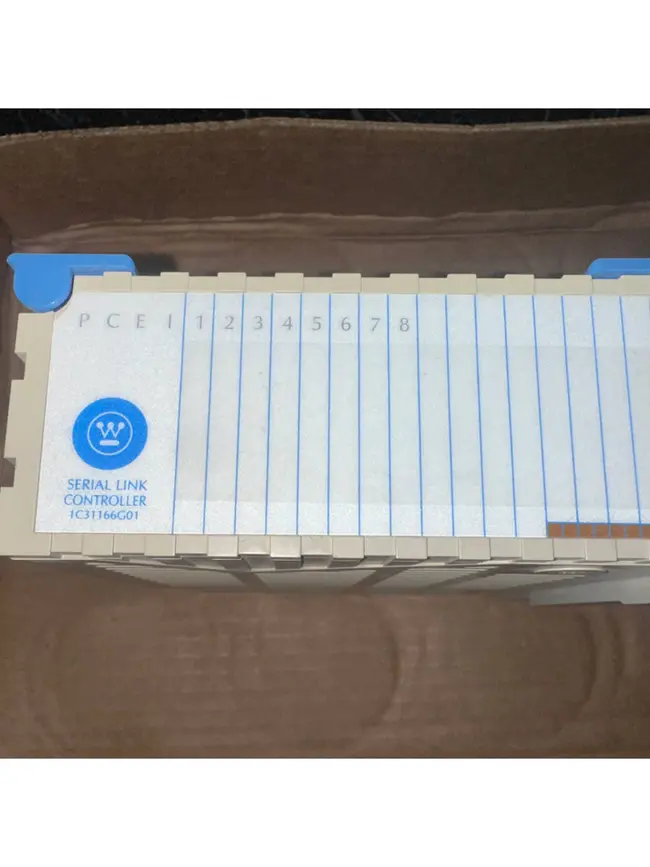 P C E I 1 2 3 4 5 6 7 8
W
SERIAL LINK
CONTROLLER
1C31166G01